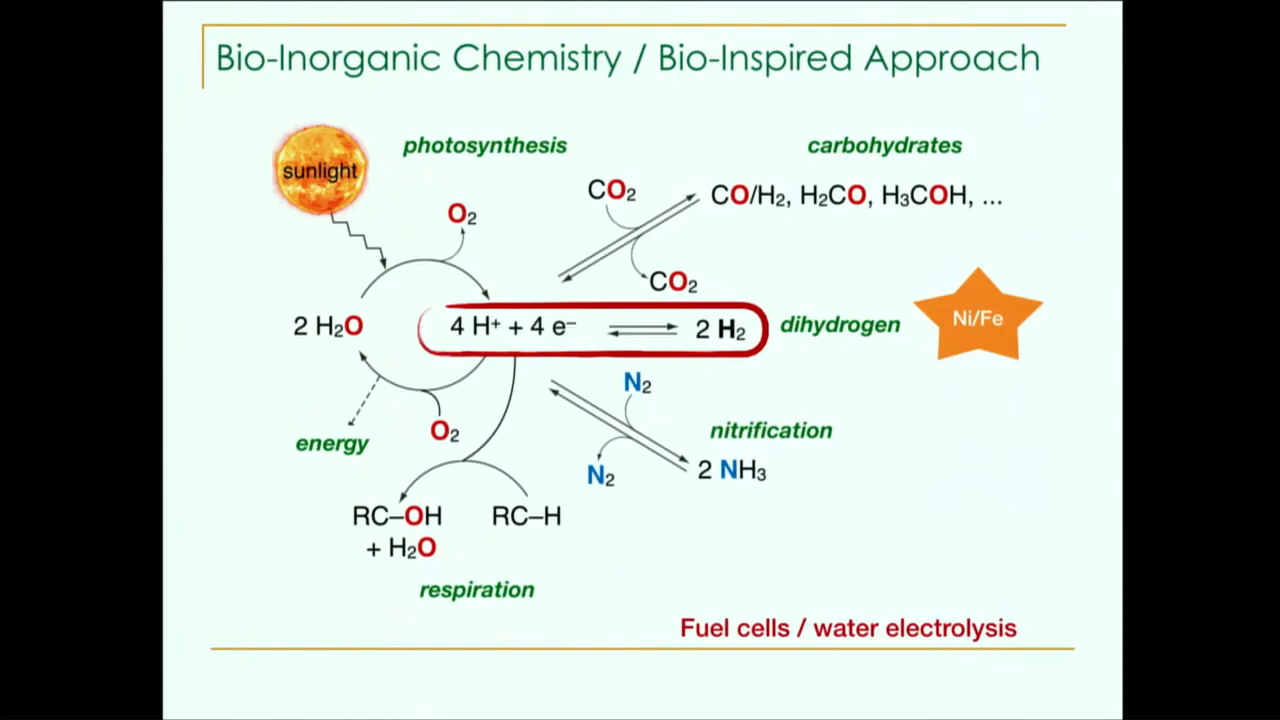 Bio-Inorganic Chemistry / Bio-Inspired Approach
photosynthesis
carbohydrates
sunlight
CO₂
CO/H₂, H₂CO, H₃COH, ...
O₂
CO₂
2 H₂O
4 H⁺ + 4 e⁻
2 H₂
dihydrogen
Ni/Fe
N₂
O₂
nitrification
energy
N₂
2 NH₃
RC–OH
RC–H
+ H₂O
respiration
Fuel cells / water electrolysis